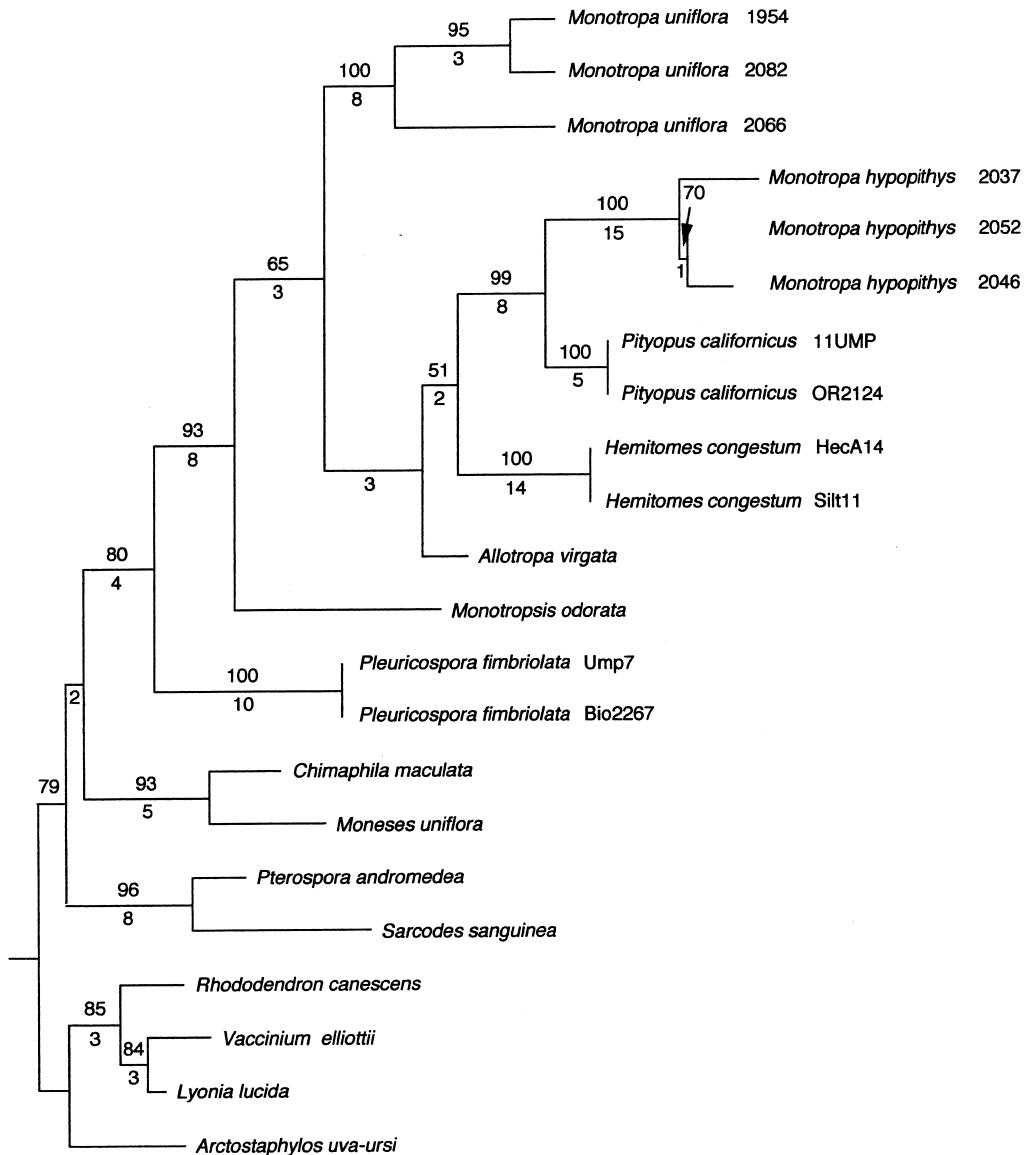 95
Monotropa uniflora 1954
3
Monotropa uniflora 2082
100
8
Monotropa uniflora 2066
Monotropa hypopithys 2037
70
100
15
Monotropa hypopithys 2052
1
Monotropa hypopithys 2046
65
3
99
8
Pityopus californicus 11UMP
100
5
Pityopus californicus OR2124
51
2
93
8
Hemitomes congestum HecA14
100
14
3
Hemitomes congestum Silt11
Allotropa virgata
80
4
Monotropsis odorata
Pleuricospora fimbriolata Ump7
100
10
2
Pleuricospora fimbriolata Bio2267
Chimaphila maculata
79
93
5
Moneses uniflora
Pterospora andromedea
96
8
Sarcodes sanguinea
Rhododendron canescens
85
3
Vaccinium elliottii
84
3
Lyonia lucida
Arctostaphylos uva-ursi